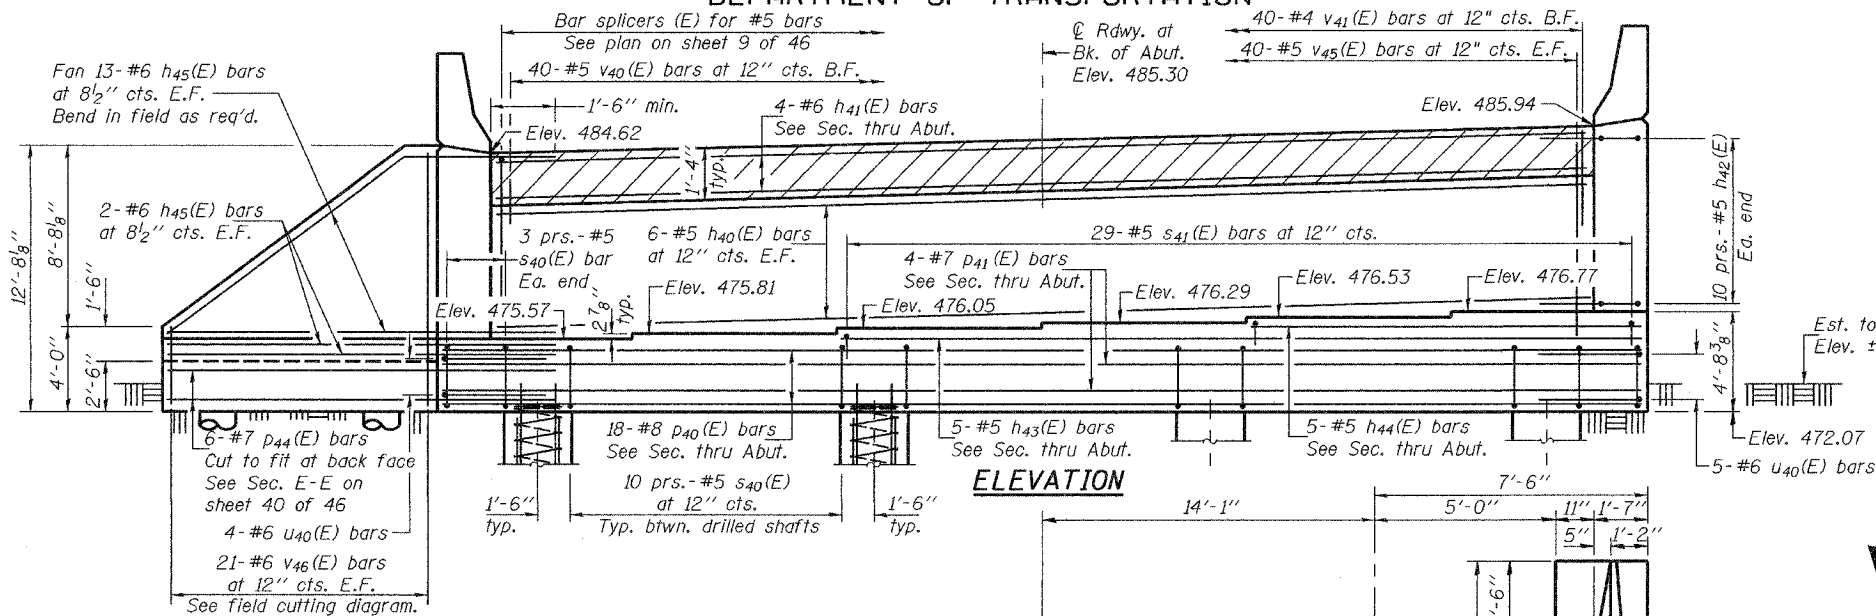 DEPARTMENT OF TRANSPORTATION
Bar splicers (E) for #5 bars
See plan on sheet 9 of 46
40-#5 v40(E) bars at 12" cts. B.F.
℄ Rdwy. at
Bk. of Abut.
Elev. 485.30
40-#4 v41(E) bars at 12" cts. B.F.
40-#5 v45(E) bars at 12" cts. E.F.
Fan 13-#6 h45(E) bars
at 8½" cts. E.F.
Bend in field as req'd.
1'-6" min.
Elev. 484.62
4-#6 h41(E) bars
See Sec. thru Abut.
Elev. 485.94
1'-4"
typ.
12'-8⅛"
8'-8⅛"
1'-6"
4'-0"
2'-6"
2-#6 h45(E) bars
at 8½" cts. E.F.
3 prs.-#5
s40(E) bar
Ea. end
6-#5 h40(E) bars
at 12" cts. E.F.
29-#5 s41(E) bars at 12" cts.
4-#7 p41(E) bars
See Sec. thru Abut.
10 prs.-#5 h42(E)
Ea. end
Elev. 475.57
2⅞"
typ.
Elev. 475.81
Elev. 476.05
Elev. 476.29
Elev. 476.53
Elev. 476.77
Est. to
Elev. ±
4'-8⅜"
Elev. 472.07
5-#6 u40(E) bars
6-#7 p44(E) bars
Cut to fit at back face
See Sec. E-E on
sheet 40 of 46
18-#8 p40(E) bars
See Sec. thru Abut.
5-#5 h43(E) bars
See Sec. thru Abut.
5-#5 h44(E) bars
See Sec. thru Abut.
10 prs.-#5 s40(E)
at 12" cts.
Typ. btwn. drilled shafts
1'-6"
typ.
1'-6"
typ.
ELEVATION
4-#6 u40(E) bars
21-#6 v46(E) bars
at 12" cts. E.F.
See field cutting diagram.
7'-6"
14'-1"
5'-0"
11"
1'-7"
5"
1'-2"
'-6"